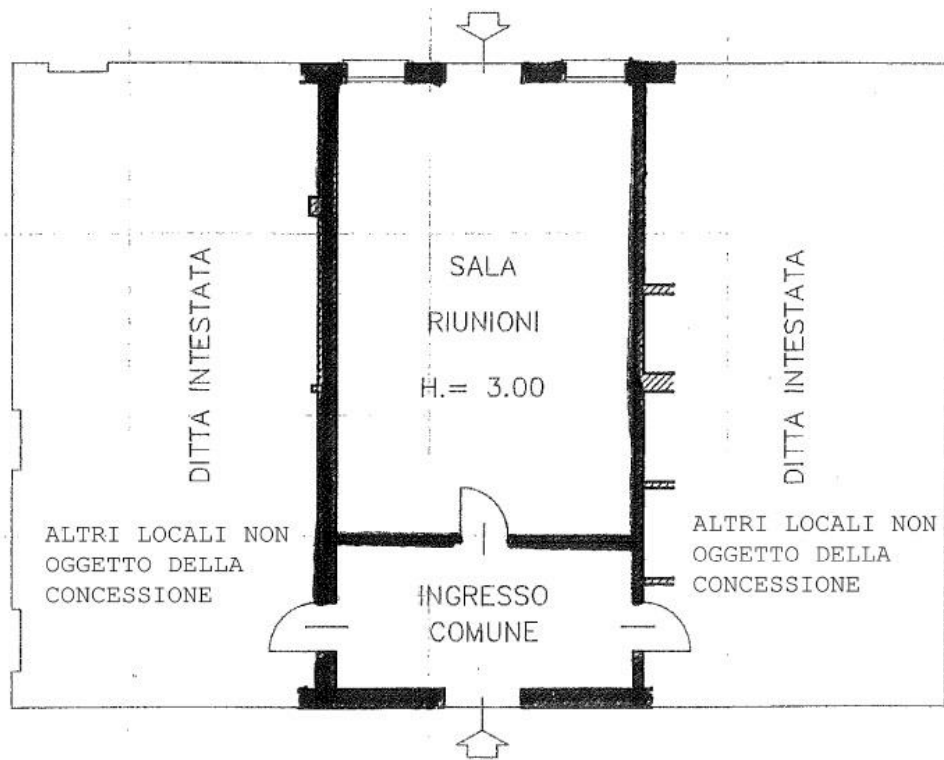 DITTA INTESTATA
ALTRI LOCALI NON
OGGETTO DELLA
CONCESSIONE
SALA
RIUNIONI
H.= 3.00
INGRESSO
COMUNE
DITTA INTESTATA
ALTRI LOCALI NON
OGGETTO DELLA
CONCESSIONE